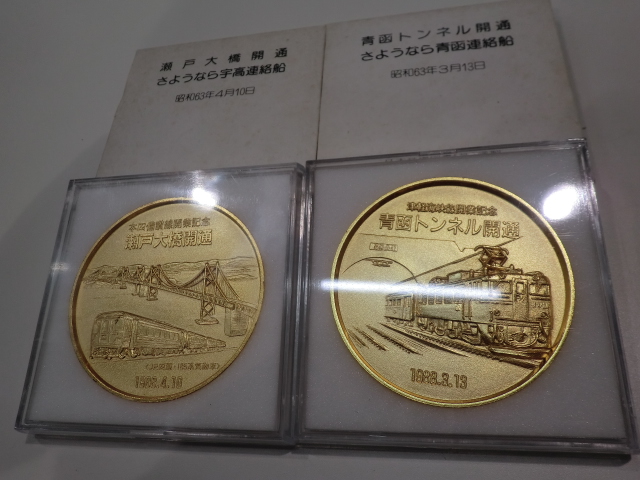 瀬戸大橋開通
さようなら宇高連絡船
昭和63年4月10日
青函トンネル開通
さようなら青函連絡船
昭和63年3月13日
本四備讃線開業記念
瀬戸大橋開通
1988.4.10
津軽海峡線開業記念
青函トンネル開通
1988.3.13